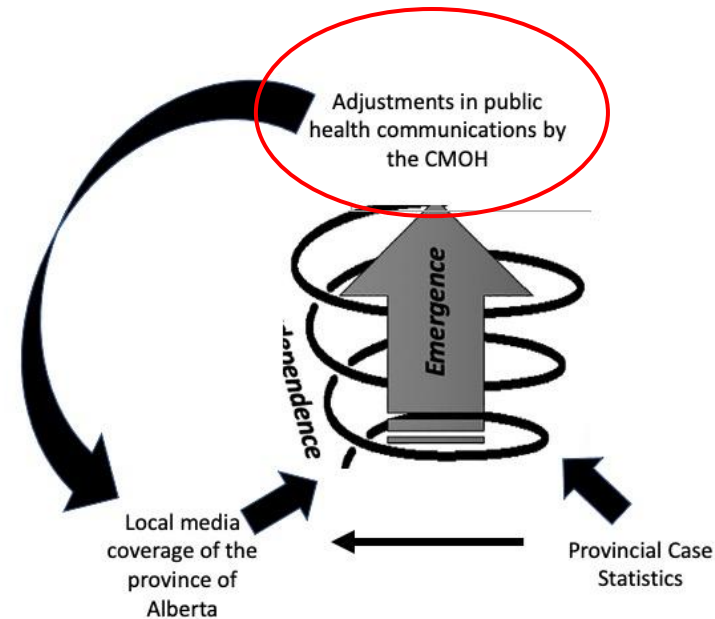 Adjustments in public
health communications by
the CMOH
Emergence
Local media
coverage of the
province of
Alberta
Provincial Case
Statistics